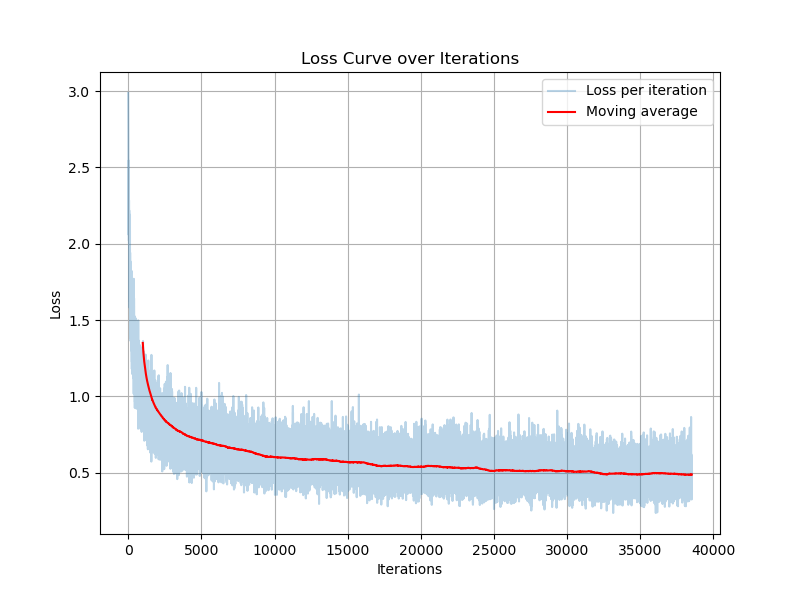 Loss Curve over Iterations
Loss per iteration
Moving average
3.0
2.5
2.0
1.5
1.0
0.5
Loss
0 5000 10000 15000 20000 25000 30000 35000 40000
Iterations